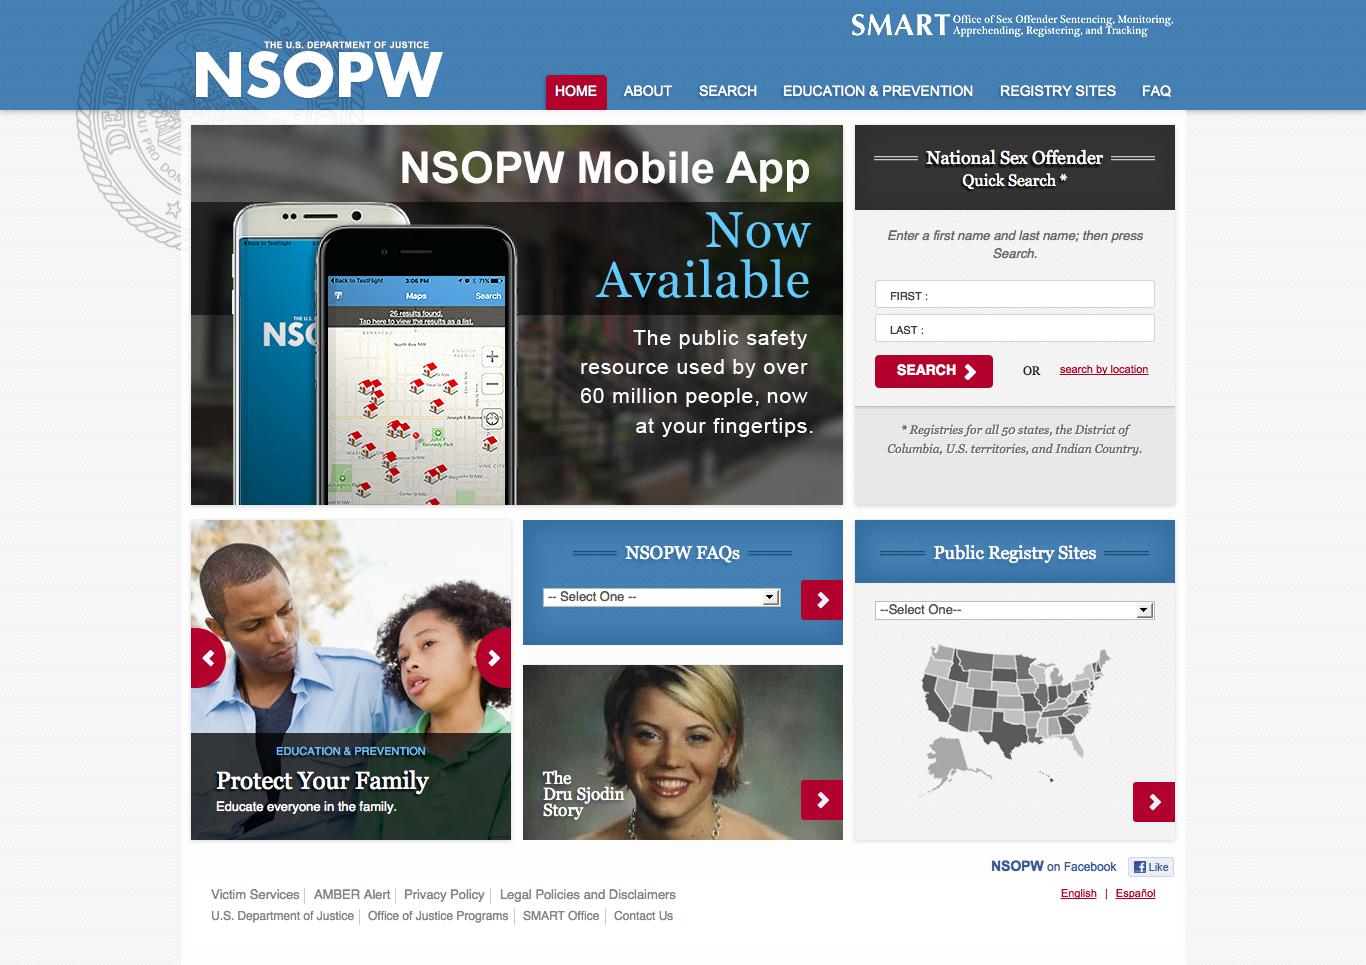 SMART Office of Sex Offender Sentencing, Monitoring,
Apprehending, Registering, and Tracking
THE U.S. DEPARTMENT OF JUSTICE
NSOPW
HOME
ABOUT
SEARCH
EDUCATION & PREVENTION
REGISTRY SITES
FAQ
NSOPW Mobile App
Now
Available
The public safety
resource used by over
60 million people, now
at your fingertips.
Back to TestFlight 3:06 PM 71%
Maps
Search
26 results found.
Tap here to view the results as a list.
National Sex Offender
Quick Search *
Enter a first name and last name; then press
Search.
FIRST :
LAST :
SEARCH
OR
search by location
* Registries for all 50 states, the District of
Columbia, U.S. territories, and Indian Country.
EDUCATION & PREVENTION
Protect Your Family
Educate everyone in the family.
NSOPW FAQs
-- Select One --
The
Dru Sjodin
Story
Public Registry Sites
--Select One--
NSOPW on Facebook
Like
Victim Services
AMBER Alert
Privacy Policy
Legal Policies and Disclaimers
English | Español
U.S. Department of Justice
Office of Justice Programs
SMART Office
Contact Us